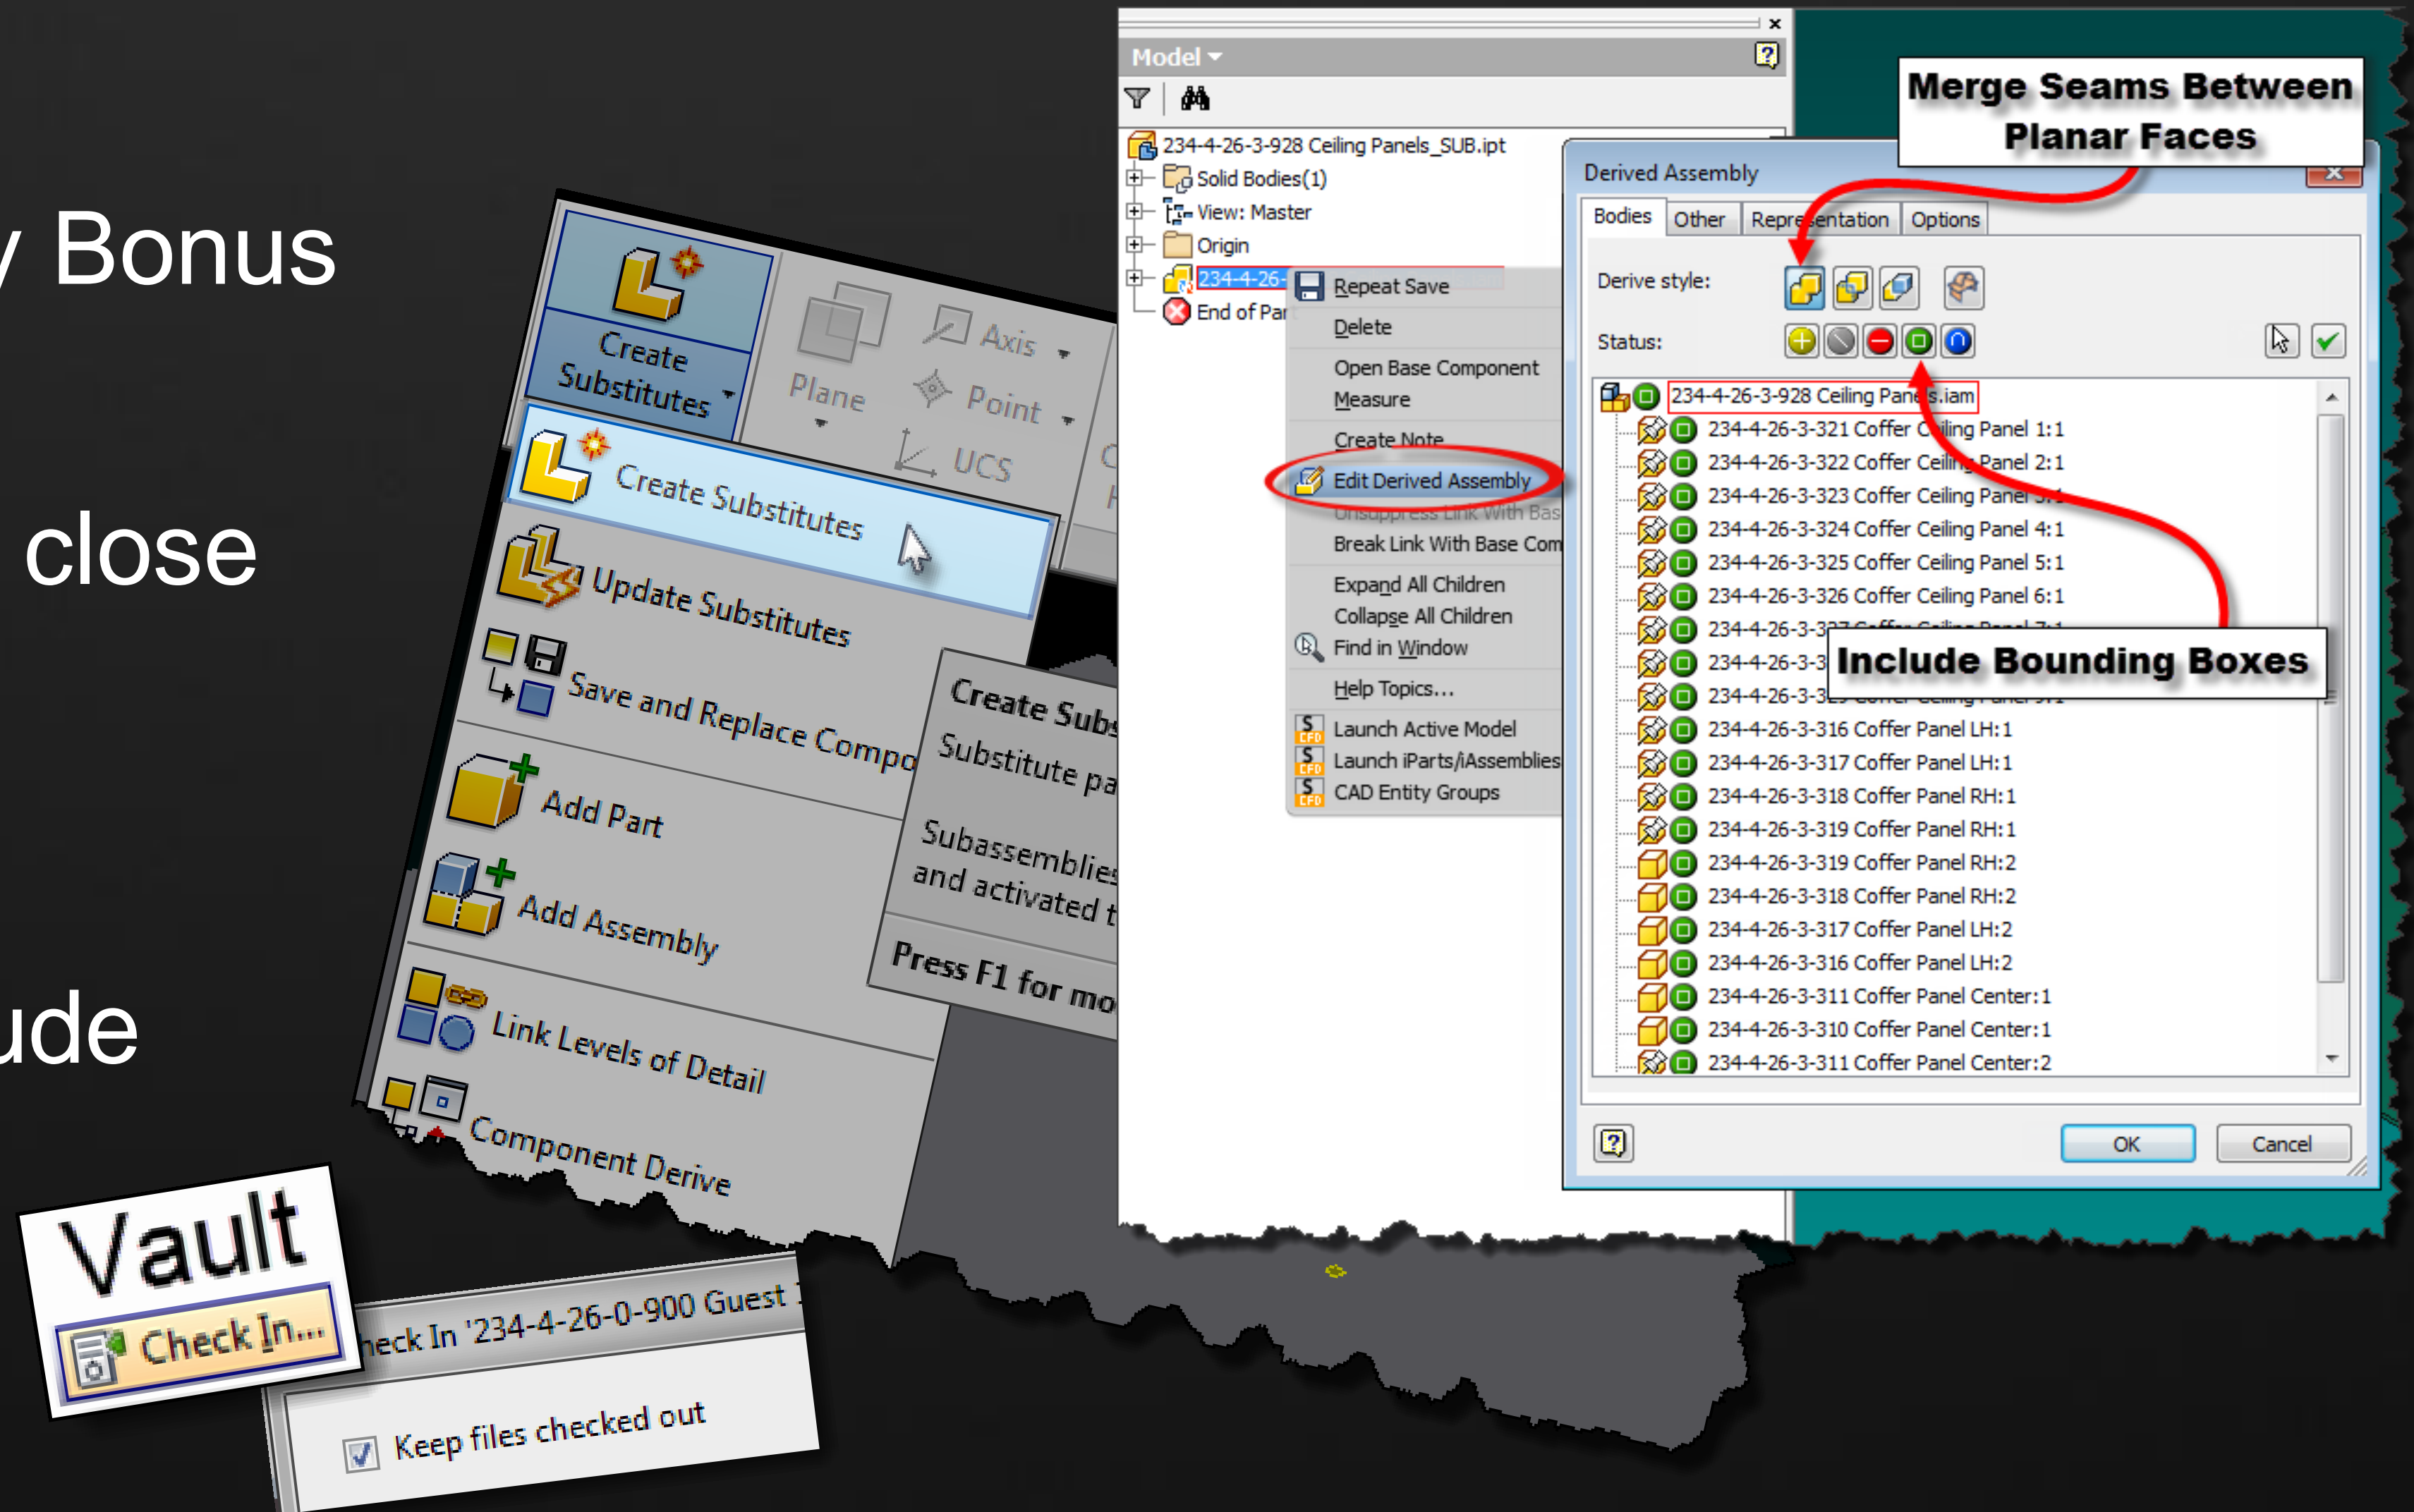 Bonus
close
Create
Substitutes
Plane
Axis
Point
UCS
Create Substitutes
Update Substitutes
Save and Replace
Add Part
Add Assembly
Link Levels of Detail
Component Derive
Create
Substitute
Subassemblies
and activated
Press F1 for
Vault
Check In...
In '234-4-26-0-900 Guest
Keep files checked out
Model
234-4-26-3-928 Ceiling Panels_SUB.ipt
Solid Bodies(1)
View: Master
Origin
234-4-26-
End of Par
Repeat Save
Delete
Open Base Component
Measure
Create Note
Edit Derived Assembly
Unsuppress Link With Bas
Break Link With Base Com
Expand All Children
Collapse All Children
Find in Window
Help Topics...
Launch Active Model
Launch iParts/iAssemblies
CAD Entity Groups
Merge Seams Between
Planar Faces
Derived Assembly
Bodies Other Representation Options
Derive style:
Status:
234-4-26-3-928 Ceiling Panels.iam
234-4-26-3-321 Coffer Ceiling Panel 1:1
234-4-26-3-322 Coffer Ceiling Panel 2:1
234-4-26-3-323 Coffer Ceiling Panel 3:1
234-4-26-3-324 Coffer Ceiling Panel 4:1
234-4-26-3-325 Coffer Ceiling Panel 5:1
234-4-26-3-326 Coffer Ceiling Panel 6:1
Include Bounding Boxes
234-4-26-3-316 Coffer Panel LH:1
234-4-26-3-317 Coffer Panel LH:1
234-4-26-3-318 Coffer Panel RH:1
234-4-26-3-319 Coffer Panel RH:1
234-4-26-3-319 Coffer Panel RH:2
234-4-26-3-318 Coffer Panel RH:2
234-4-26-3-317 Coffer Panel LH:2
234-4-26-3-316 Coffer Panel LH:2
234-4-26-3-311 Coffer Panel Center:1
234-4-26-3-310 Coffer Panel Center:1
234-4-26-3-311 Coffer Panel Center:2
OK Cancel